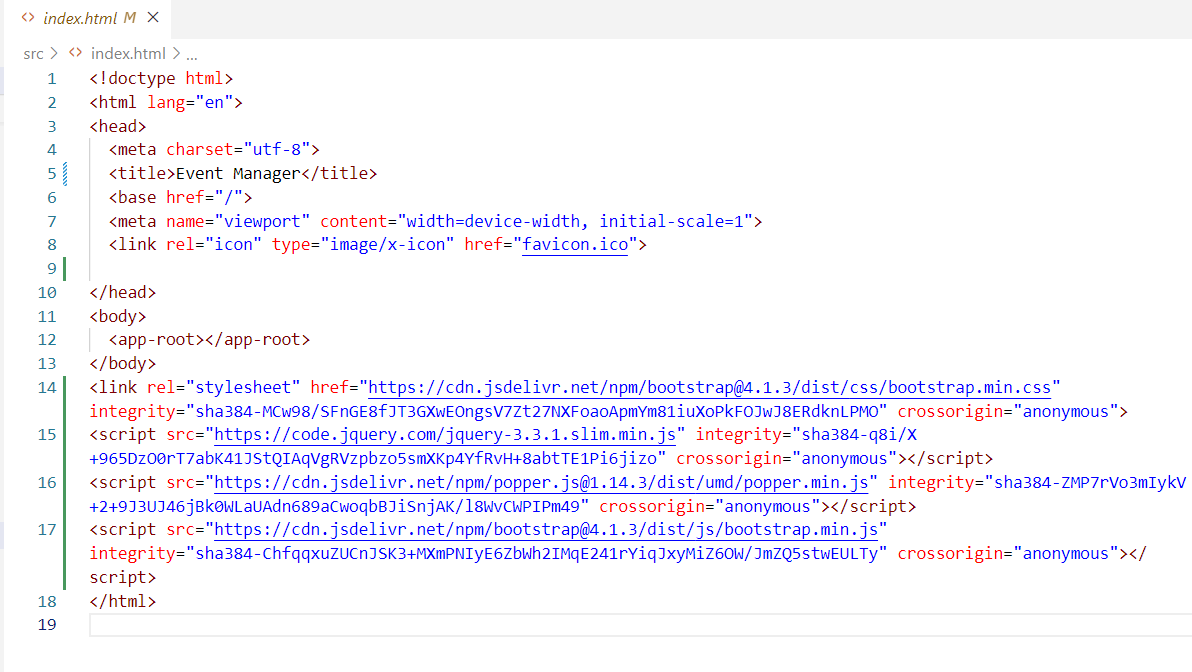 index.html M
src > index.html > ...
1 <!doctype html>
2 <html lang="en">
3 <head>
4 <meta charset="utf-8">
5 <title>Event Manager</title>
6 <base href="/">
7 <meta name="viewport" content="width=device-width, initial-scale=1">
8 <link rel="icon" type="image/x-icon" href="favicon.ico">
9
10 </head>
11 <body>
12 <app-root></app-root>
13 </body>
14 <link rel="stylesheet" href="https://cdn.jsdelivr.net/npm/bootstrap@4.1.3/dist/css/bootstrap.min.css"
integrity="sha384-MCw98/SFnGE8fJT3GXwEOngsV7Zt27NXFoaoApmYm81iuXoPkFOJwJ8ERdknLPMO" crossorigin="anonymous">
15 <script src="https://code.jquery.com/jquery-3.3.1.slim.min.js" integrity="sha384-q8i/X
+965DzO0rT7abK41JStQIAqVgRVzpbzo5smXKp4YfRvH+8abtTE1Pi6jizo" crossorigin="anonymous"></script>
16 <script src="https://cdn.jsdelivr.net/npm/popper.js@1.14.3/dist/umd/popper.min.js" integrity="sha384-ZMP7rVo3mIykV
+2+9J3UJ46jBk0WLaUAdn689aCwoqbBJiSnjAK/l8WvCWPIPm49" crossorigin="anonymous"></script>
17 <script src="https://cdn.jsdelivr.net/npm/bootstrap@4.1.3/dist/js/bootstrap.min.js"
integrity="sha384-ChfqqxuZUCnJSK3+MXmPNIyE6ZbWh2IMqE241rYiqJxyMiZ6OW/JmZQ5stwEULTy" crossorigin="anonymous"></
script>
18 </html>
19